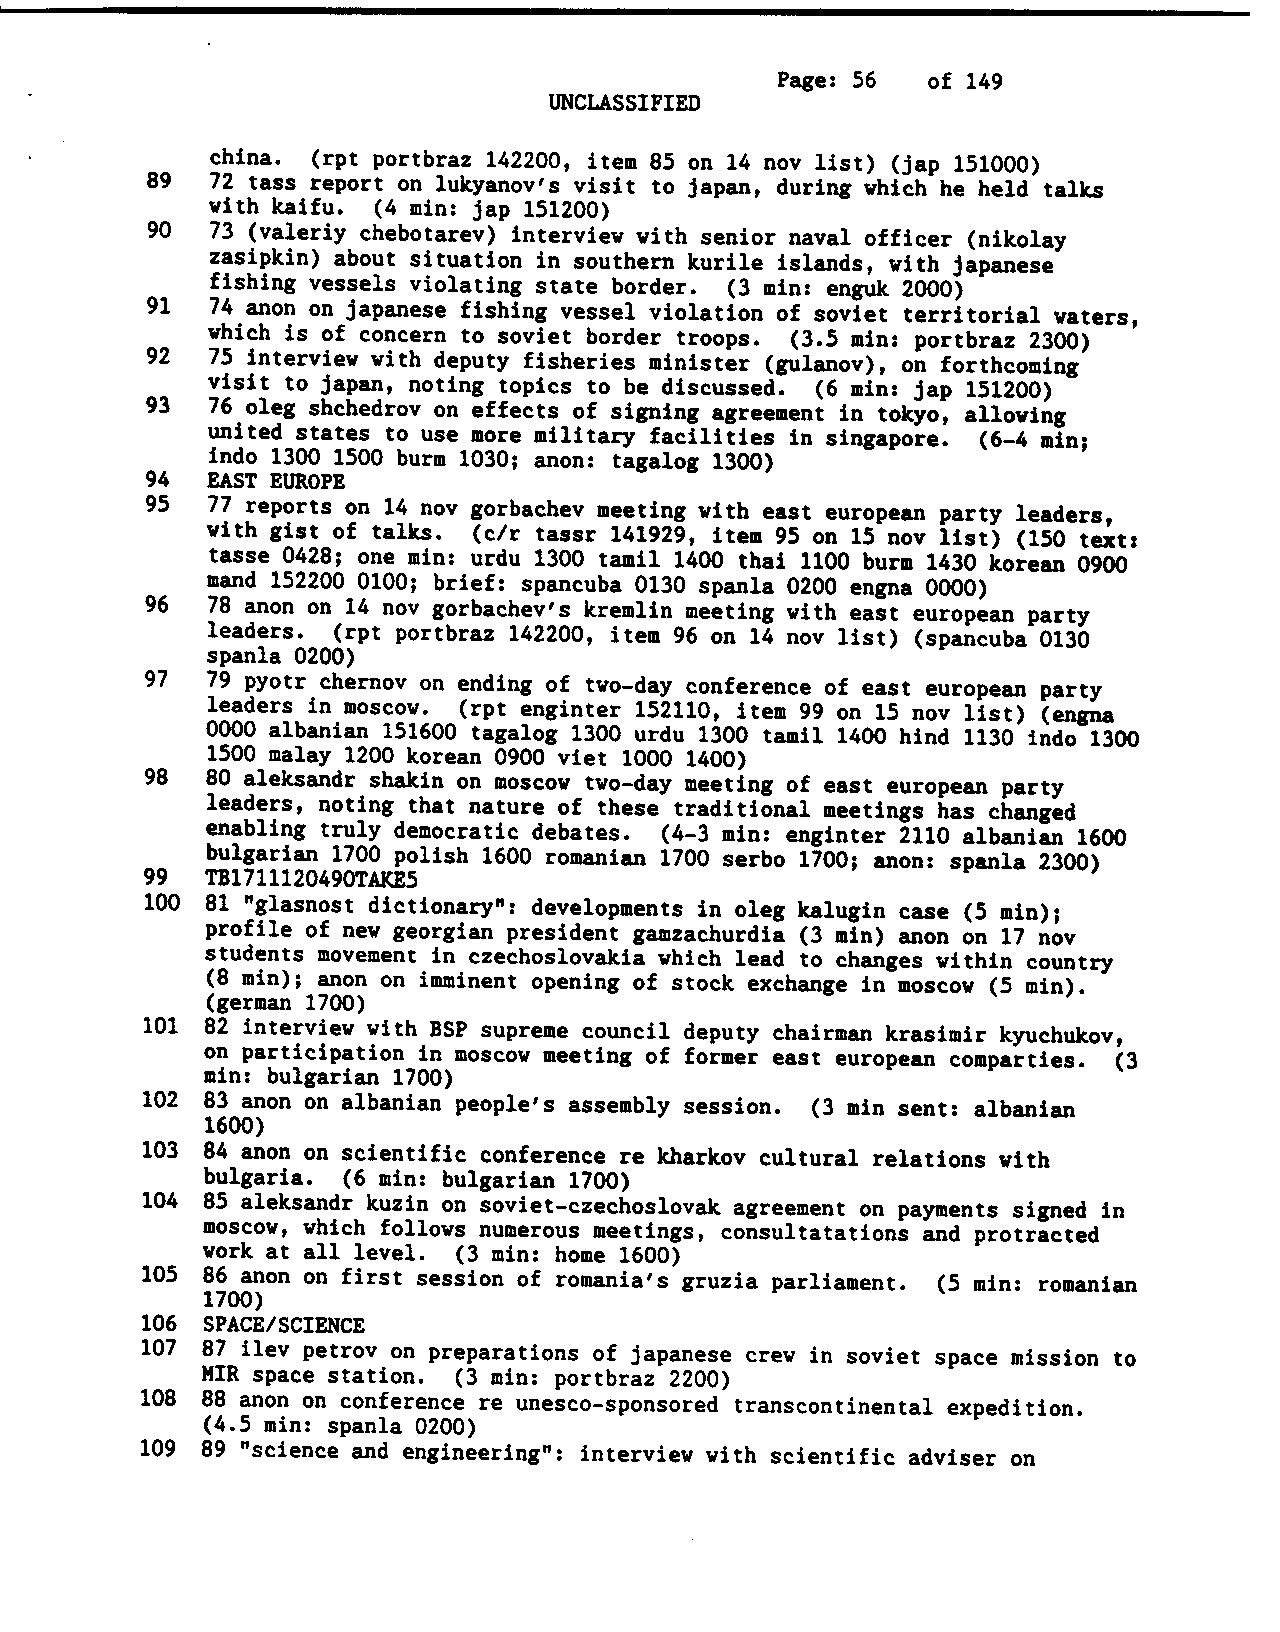 Page: 56 of 149
UNCLASSIFIED
china. (rpt portbraz 142200, item 85 on 14 nov list) (jap 151000)
89 72 tass report on lukyanov's visit to japan, during which he held talks
with kaifu. (4 min: jap 151200)
90 73 (valeriy chebotarev) interview with senior naval officer (nikolay
zasipkin) about situation in southern kurile islands, with japanese
fishing vessels violating state border. (3 min: enguk 2000)
91 74 anon on japanese fishing vessel violation of soviet territorial waters,
which is of concern to soviet border troops. (3.5 min: portbraz 2300)
92 75 interview with deputy fisheries minister (gulanov), on forthcoming
visit to japan, noting topics to be discussed. (6 min: jap 151200)
93 76 oleg shchedrov on effects of signing agreement in tokyo, allowing
united states to use more military facilities in singapore. (6-4 min;
indo 1300 1500 burm 1030; anon: tagalog 1300)
94 EAST EUROPE
95 77 reports on 14 nov gorbachev meeting with east european party leaders,
with gist of talks. (c/r tassr 141929, item 95 on 15 nov list) (150 text:
tasse 0428; one min: urdu 1300 tamil 1400 thai 1100 burm 1430 korean 0900
mand 152200 0100; brief: spancuba 0130 spanla 0200 engna 0000)
96 78 anon on 14 nov gorbachev's kremlin meeting with east european party
leaders. (rpt portbraz 142200, item 96 on 14 nov list) (spancuba 0130
spanla 0200)
97 79 pyotr chernov on ending of two-day conference of east european party
leaders in moscow. (rpt enginter 152110, item 99 on 15 nov list) (engna
0000 albanian 151600 tagalog 1300 urdu 1300 tamil 1400 hind 1130 indo 1300
1500 malay 1200 korean 0900 viet 1000 1400)
98 80 aleksandr shakin on moscow two-day meeting of east european party
leaders, noting that nature of these traditional meetings has changed
enabling truly democratic debates. (4-3 min: enginter 2110 albanian 1600
bulgarian 1700 polish 1600 romanian 1700 serbo 1700; anon: spanla 2300)
99 TB1711120490TAKE5
100 81 "glasnost dictionary": developments in oleg kalugin case (5 min);
profile of new georgian president gamzachurdia (3 min) anon on 17 nov
students movement in czechoslovakia which lead to changes within country
(8 min); anon on imminent opening of stock exchange in moscow (5 min).
(german 1700)
101 82 interview with BSP supreme council deputy chairman krasimir kyuchukov,
on participation in moscow meeting of former east european comparties. (3
min: bulgarian 1700)
102 83 anon on albanian people's assembly session. (3 min sent: albanian
1600)
103 84 anon on scientific conference re kharkov cultural relations with
bulgaria. (6 min: bulgarian 1700)
104 85 aleksandr kuzin on soviet-czechoslovak agreement on payments signed in
moscow, which follows numerous meetings, consultatations and protracted
work at all level. (3 min: home 1600)
105 86 anon on first session of romania's gruzia parliament. (5 min: romanian
1700)
106 SPACE/SCIENCE
107 87 ilev petrov on preparations of japanese crew in soviet space mission to
MIR space station. (3 min: portbraz 2200)
108 88 anon on conference re unesco-sponsored transcontinental expedition.
(4.5 min: spanla 0200)
109 89 "science and engineering": interview with scientific adviser on